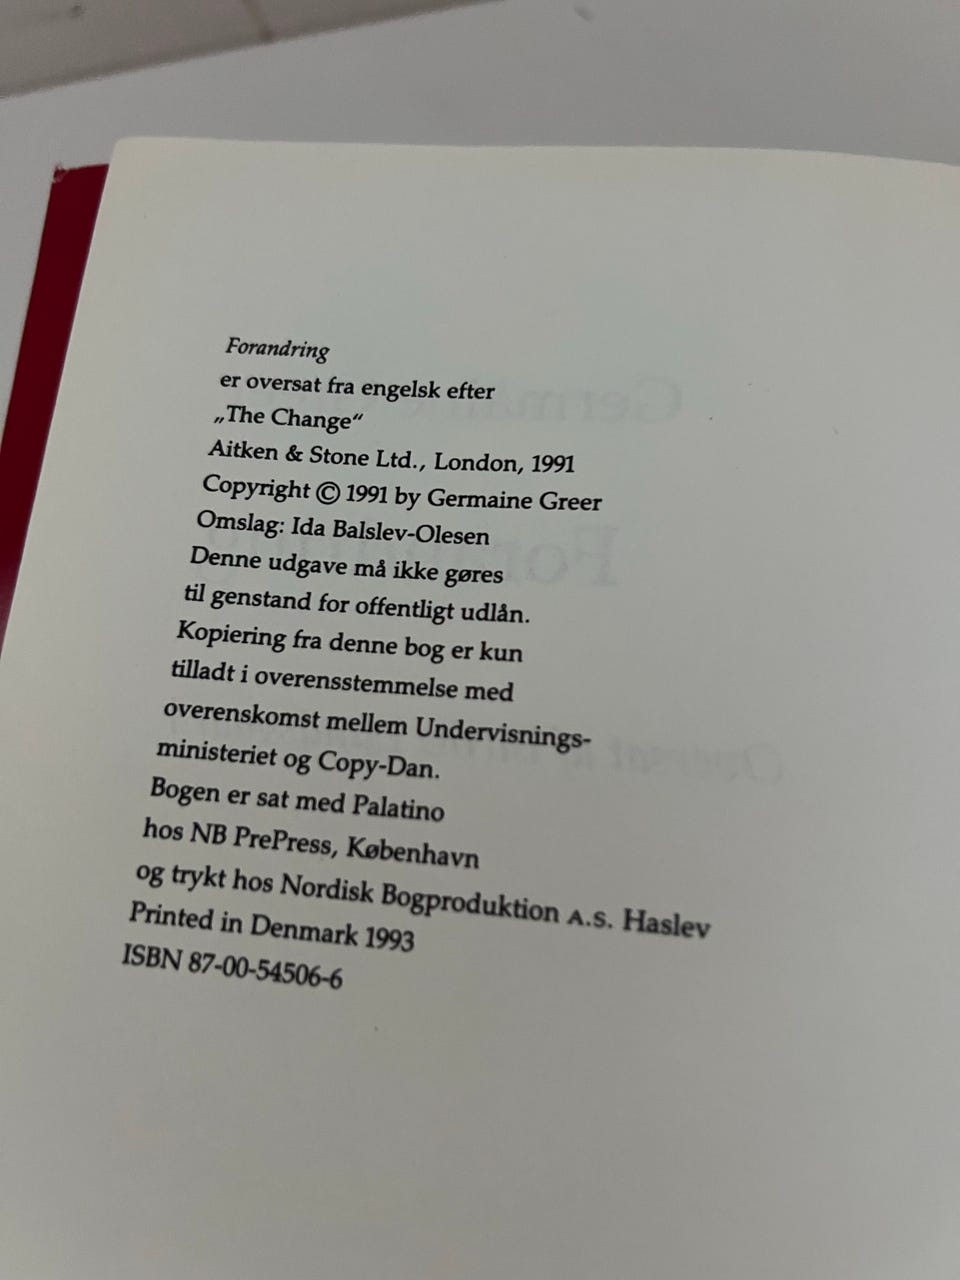 Forandring
er oversat fra engelsk efter
„The Change“
Aitken & Stone Ltd., London, 1991
Copyright © 1991 by Germaine Greer
Omslag: Ida Balslev-Olesen
Denne udgave må ikke gøres
til genstand for offentligt udlån.
Kopiering fra denne bog er kun
tilladt i overensstemmelse med
overenskomst mellem Undervisnings-
ministeriet og Copy-Dan.
Bogen er sat med Palatino
hos NB PrePress, København
og trykt hos Nordisk Bogproduktion A.S. Haslev
Printed in Denmark 1993
ISBN 87-00-54506-6